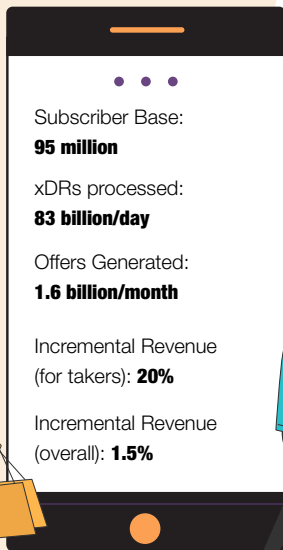 Subscriber Base:
95 million
xDRs processed:
83 billion/day
Offers Generated:
1.6 billion/month
Incremental Revenue
(for takers): 20%
Incremental Revenue
(overall): 1.5%